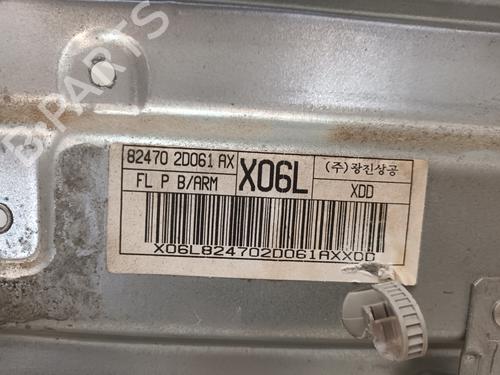 B-PARTS
82470 2D061 AX
X06L
(주)광진상공
FL P B/ARM
XDD
X06L824702D061AXXDD